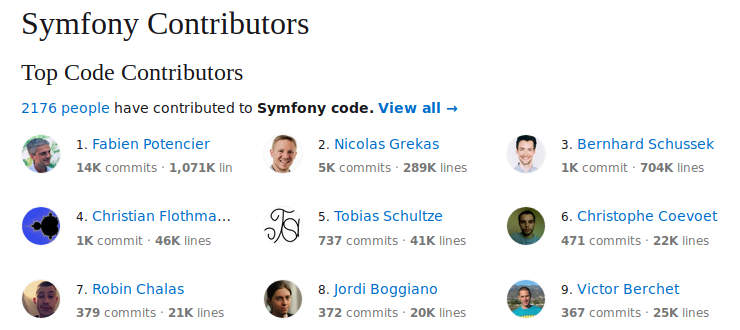 Symfony Contributors
Top Code Contributors
2176 people have contributed to Symfony code. View all →
1. Fabien Potencier
14K commits · 1,071K lin
2. Nicolas Grekas
5K commits · 289K lines
3. Bernhard Schussek
1K commit · 704K lines
4. Christian Flothma...
1K commit · 46K lines
5. Tobias Schultze
737 commits · 41K lines
6. Christophe Coevoet
471 commits · 22K lines
7. Robin Chalas
379 commits · 21K lines
8. Jordi Boggiano
372 commits · 20K lines
9. Victor Berchet
367 commits · 25K lines